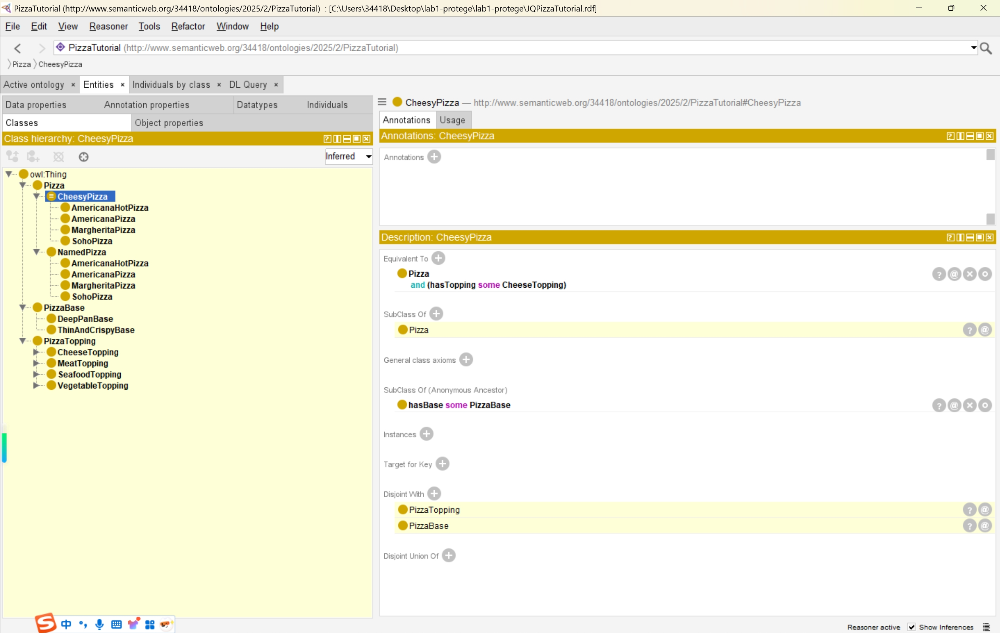 PizzaTutorial (http://www.semanticweb.org/34418/ontologies/2025/2/PizzaTutorial) : [C:\Users\34418\Desktop\lab1-protege\lab1-protege\JQPizzaTutorial.rdf]
File Edit View Reasoner Tools Refactor Window Help
PizzaTutorial (http://www.semanticweb.org/34418/ontologies/2025/2/PizzaTutorial)
Pizza CheesyPizza
Active ontology Entities Individuals by class DL Query
Data properties Annotation properties Datatypes Individuals
Classes Object properties
Class hierarchy: CheesyPizza
Inferred
owl:Thing
Pizza
CheesyPizza
AmericanaHotPizza
AmericanaPizza
MargheritaPizza
SohoPizza
NamedPizza
AmericanaHotPizza
AmericanaPizza
MargheritaPizza
SohoPizza
PizzaBase
DeepPanBase
ThinAndCrispyBase
PizzaTopping
CheeseTopping
MeatTopping
SeafoodTopping
VegetableTopping
CheesyPizza — http://www.semanticweb.org/34418/ontologies/2025/2/PizzaTutorial#CheesyPizza
Annotations Usage
Annotations: CheesyPizza
Annotations
Description: CheesyPizza
Equivalent To
Pizza
and (hasTopping some CheeseTopping)
SubClass Of
Pizza
General class axioms
SubClass Of (Anonymous Ancestor)
hasBase some PizzaBase
Instances
Target for Key
Disjoint With
PizzaTopping
PizzaBase
Disjoint Union Of
中
Reasoner active Show Inferences